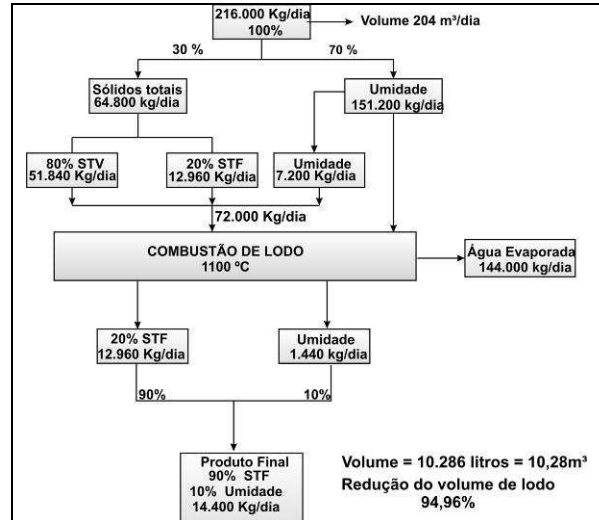 216.000 Kg/dia
100%
Volume 204 m³/dia
30 %
70 %
Sólidos totais
64.800 kg/dia
Umidade
151.200 kg/dia
80% STV
51.840 Kg/dia
20% STF
12.960 Kg/dia
Umidade
7.200 Kg/dia
72.000 Kg/dia
COMBUSTÃO DE LODO
1100 ºC
Água Evaporada
144.000 kg/dia
20% STF
12.960 Kg/dia
Umidade
1.440 kg/dia
90%
10%
Produto Final
90% STF
10% Umidade
14.400 Kg/dia
Volume = 10.286 litros = 10,28m³
Redução do volume de lodo
94,96%